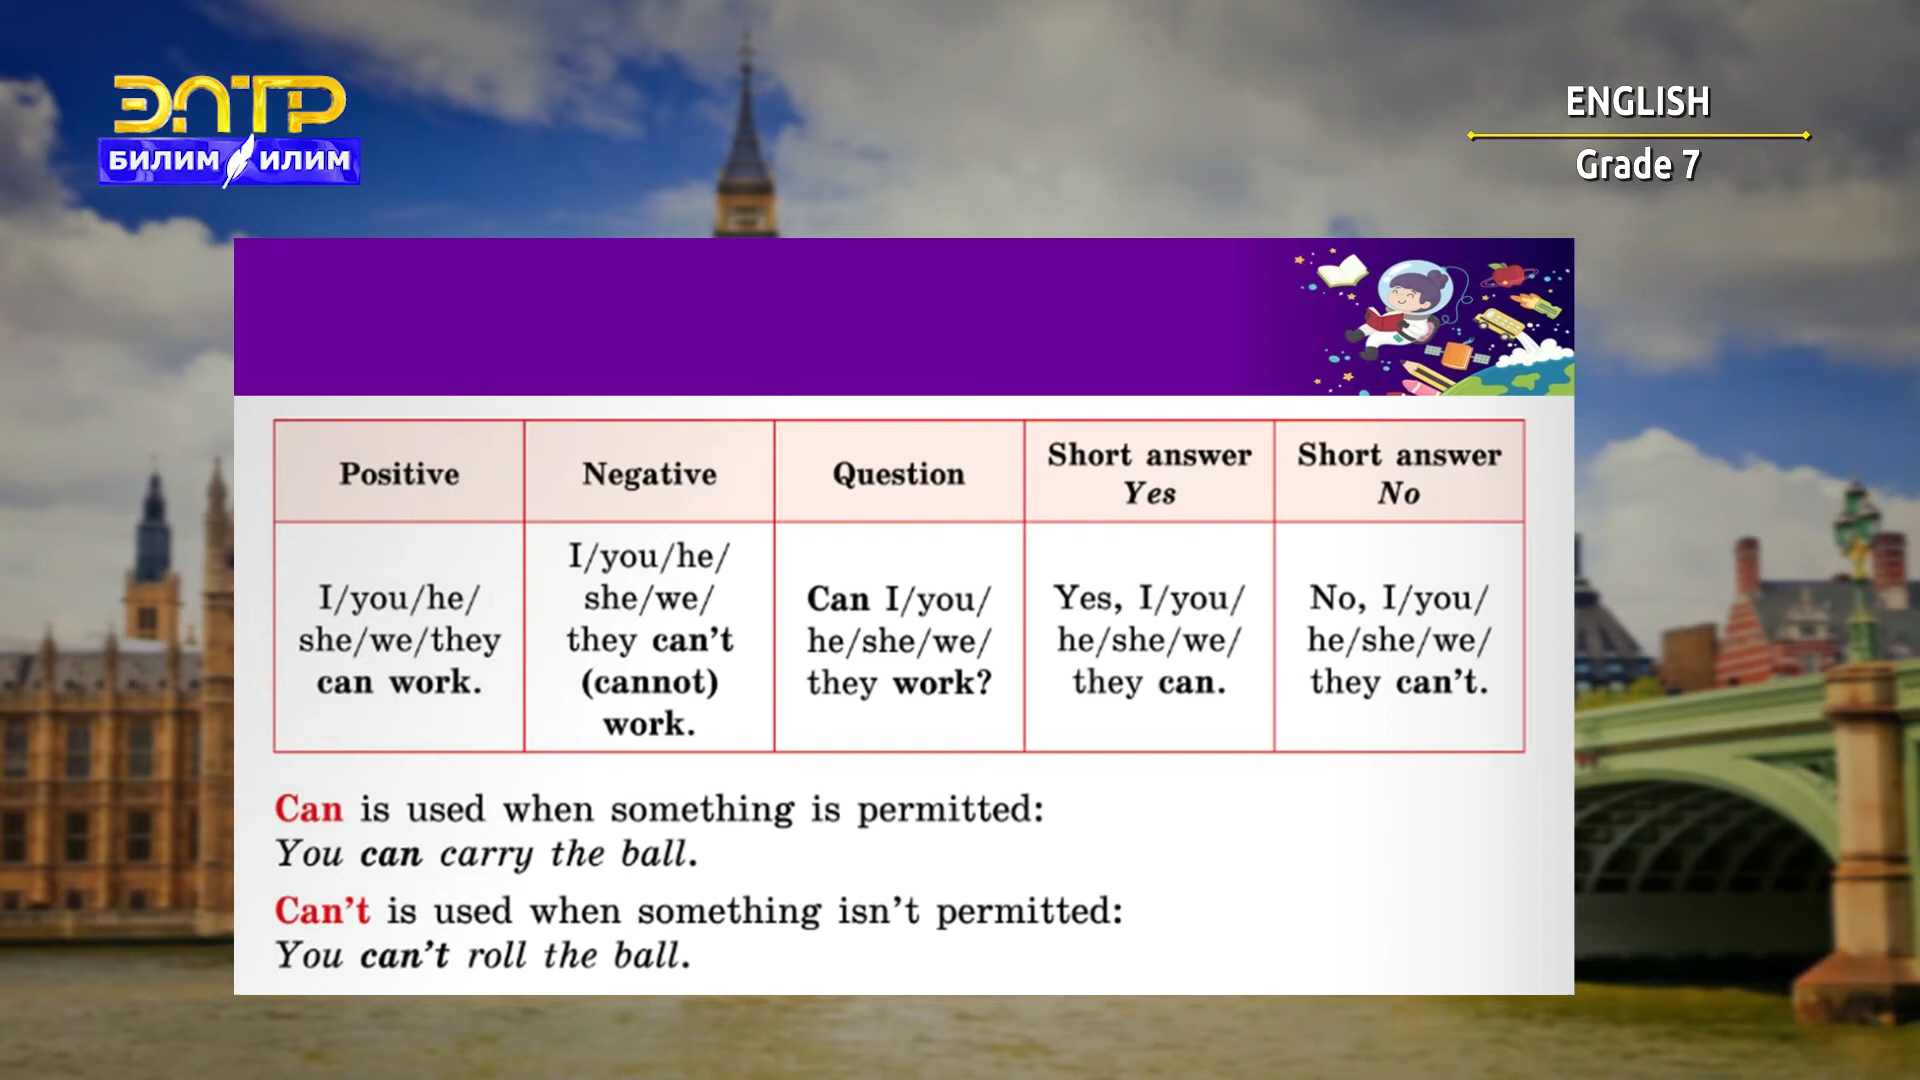 ЭЛТР
БИЛИМ ИЛИМ
ENGLISH
Grade 7
Positive
Negative
Question
Short answer
Yes
Short answer
No
I/you/he/
she/we/they
can work.
I/you/he/
she/we/
they can't
(cannot)
work.
Can I/you/
he/she/we/
they work?
Yes, I/you/
he/she/we/
they can.
No, I/you/
he/she/we/
they can't.
Can is used when something is permitted:
You can carry the ball.
Can't is used when something isn't permitted:
You can't roll the ball.